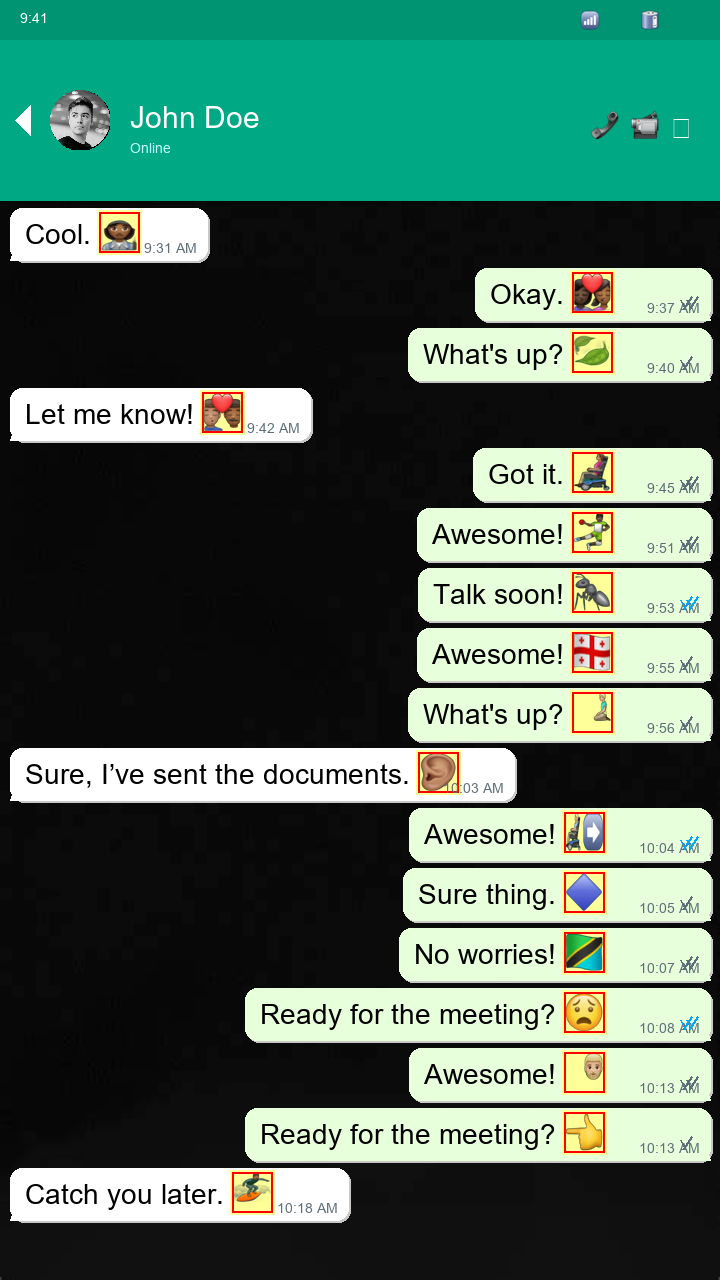 9:41
John Doe
Online
Cool. 👩🏾‍💼 9:31 AM
Okay. 9:37 AM
What's up? 🍃 9:40 AM
Let me know! 9:42 AM
Got it. 9:45 AM
Awesome! 9:51 AM
Talk soon! 🐜 9:53 AM
Awesome! 🇬🇪 9:55 AM
What's up? 9:56 AM
Sure, I’ve sent the documents. 👂🏽 10:03 AM
Awesome! 10:04 AM
Sure thing. 🔷 10:05 AM
No worries! 🇹🇿 10:07 AM
Ready for the meeting? 😟 10:08 AM
Awesome! 10:13 AM
Ready for the meeting? 👈 10:13 AM
Catch you later. 🏄🏿 10:18 AM